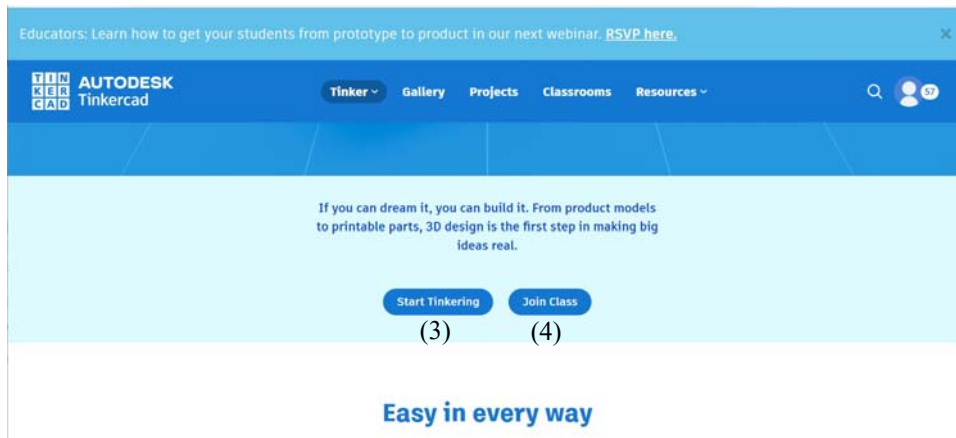 Educators: Learn how to get your students from prototype to product in our next webinar. RSVP here.
TINKERCAD
AUTODESK
Tinkercad
Tinker Gallery Projects Classrooms Resources 57
If you can dream it, you can build it. From product models
to printable parts, 3D design is the first step in making big
ideas real.
Start Tinkering Join Class
(3) (4)
Easy in every way